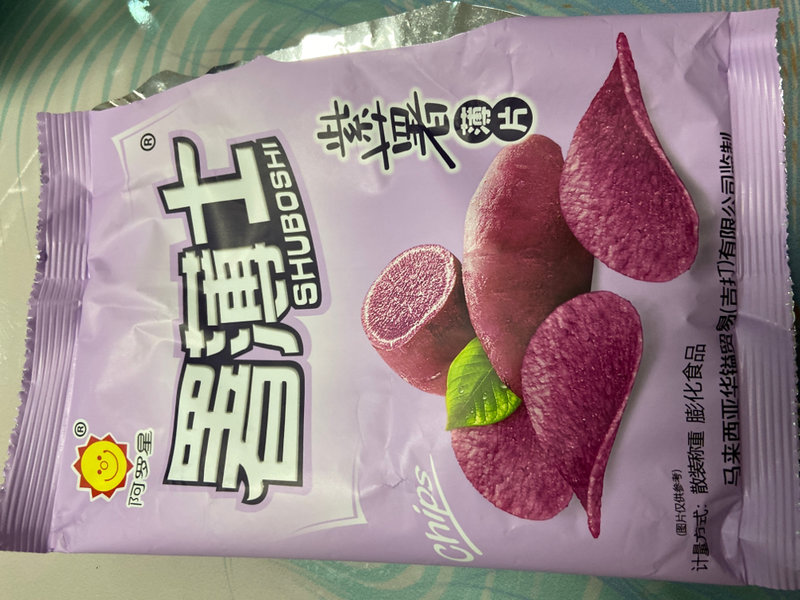 阿罗星®
薯薄士®
SHUBOSHI
紫薯薄片
Chips
(图片仅供参考)
计量方式：散装称重 膨化食品
马来西亚华镒贸易(吉打)有限公司监制